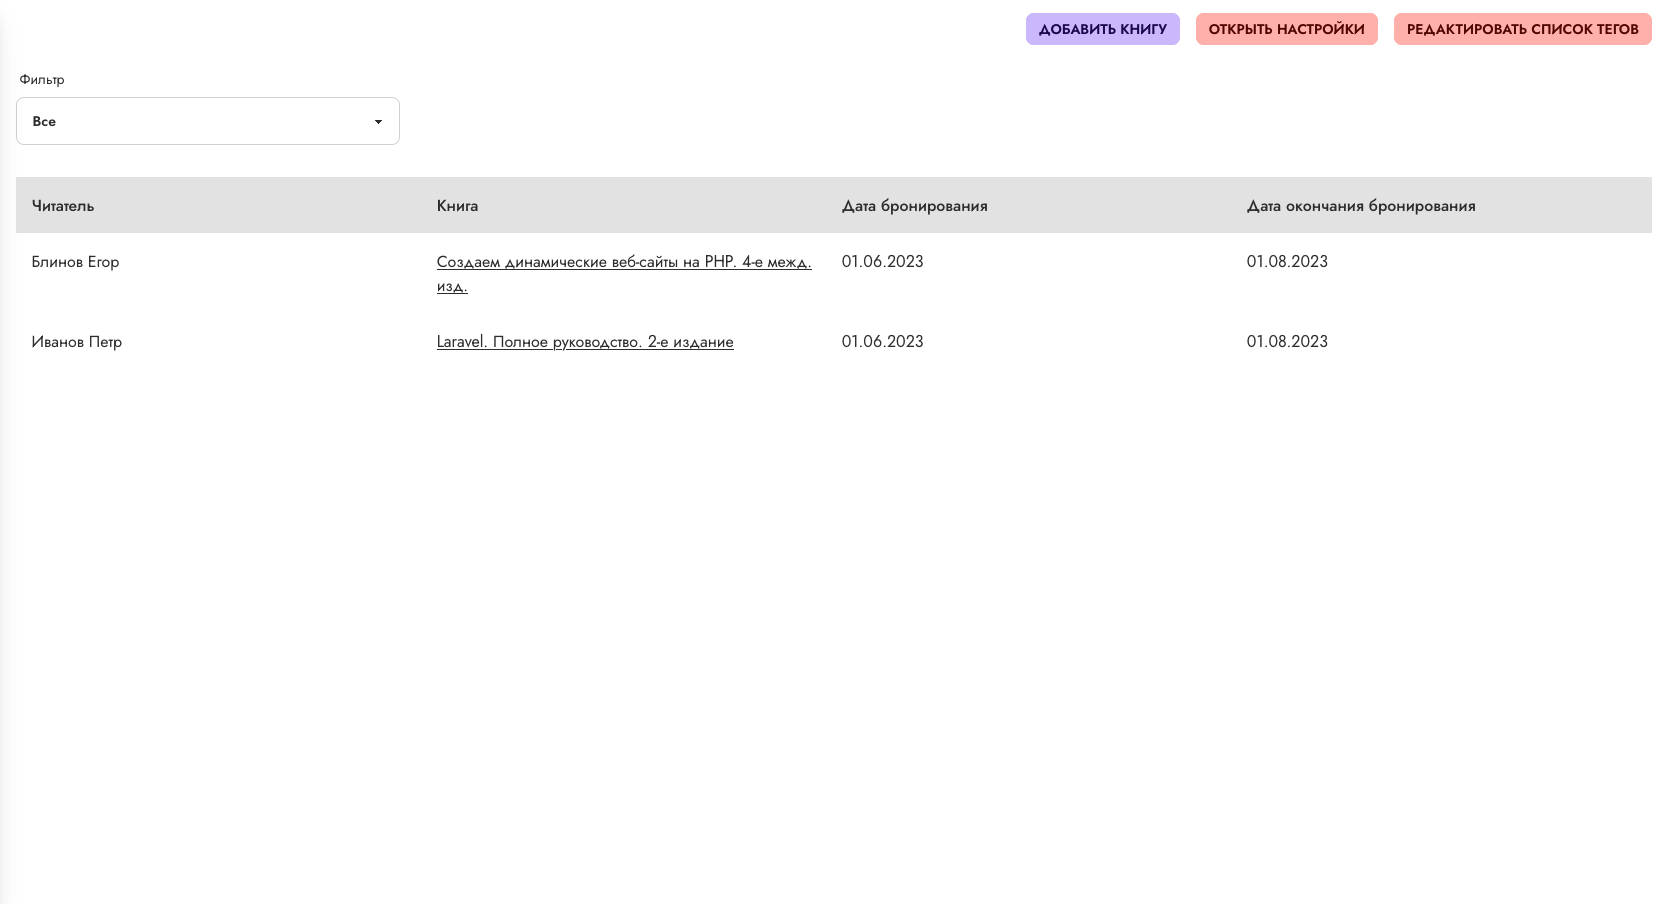 ДОБАВИТЬ КНИГУ ОТКРЫТЬ НАСТРОЙКИ РЕДАКТИРОВАТЬ СПИСОК ТЕГОВ
Фильтр
Все
Читатель Книга Дата бронирования Дата окончания бронирования
Блинов Егор Создаем динамические веб-сайты на PHP. 4-е межд. 01.06.2023 01.08.2023
изд.
Иванов Петр Laravel. Полное руководство. 2-е издание 01.06.2023 01.08.2023